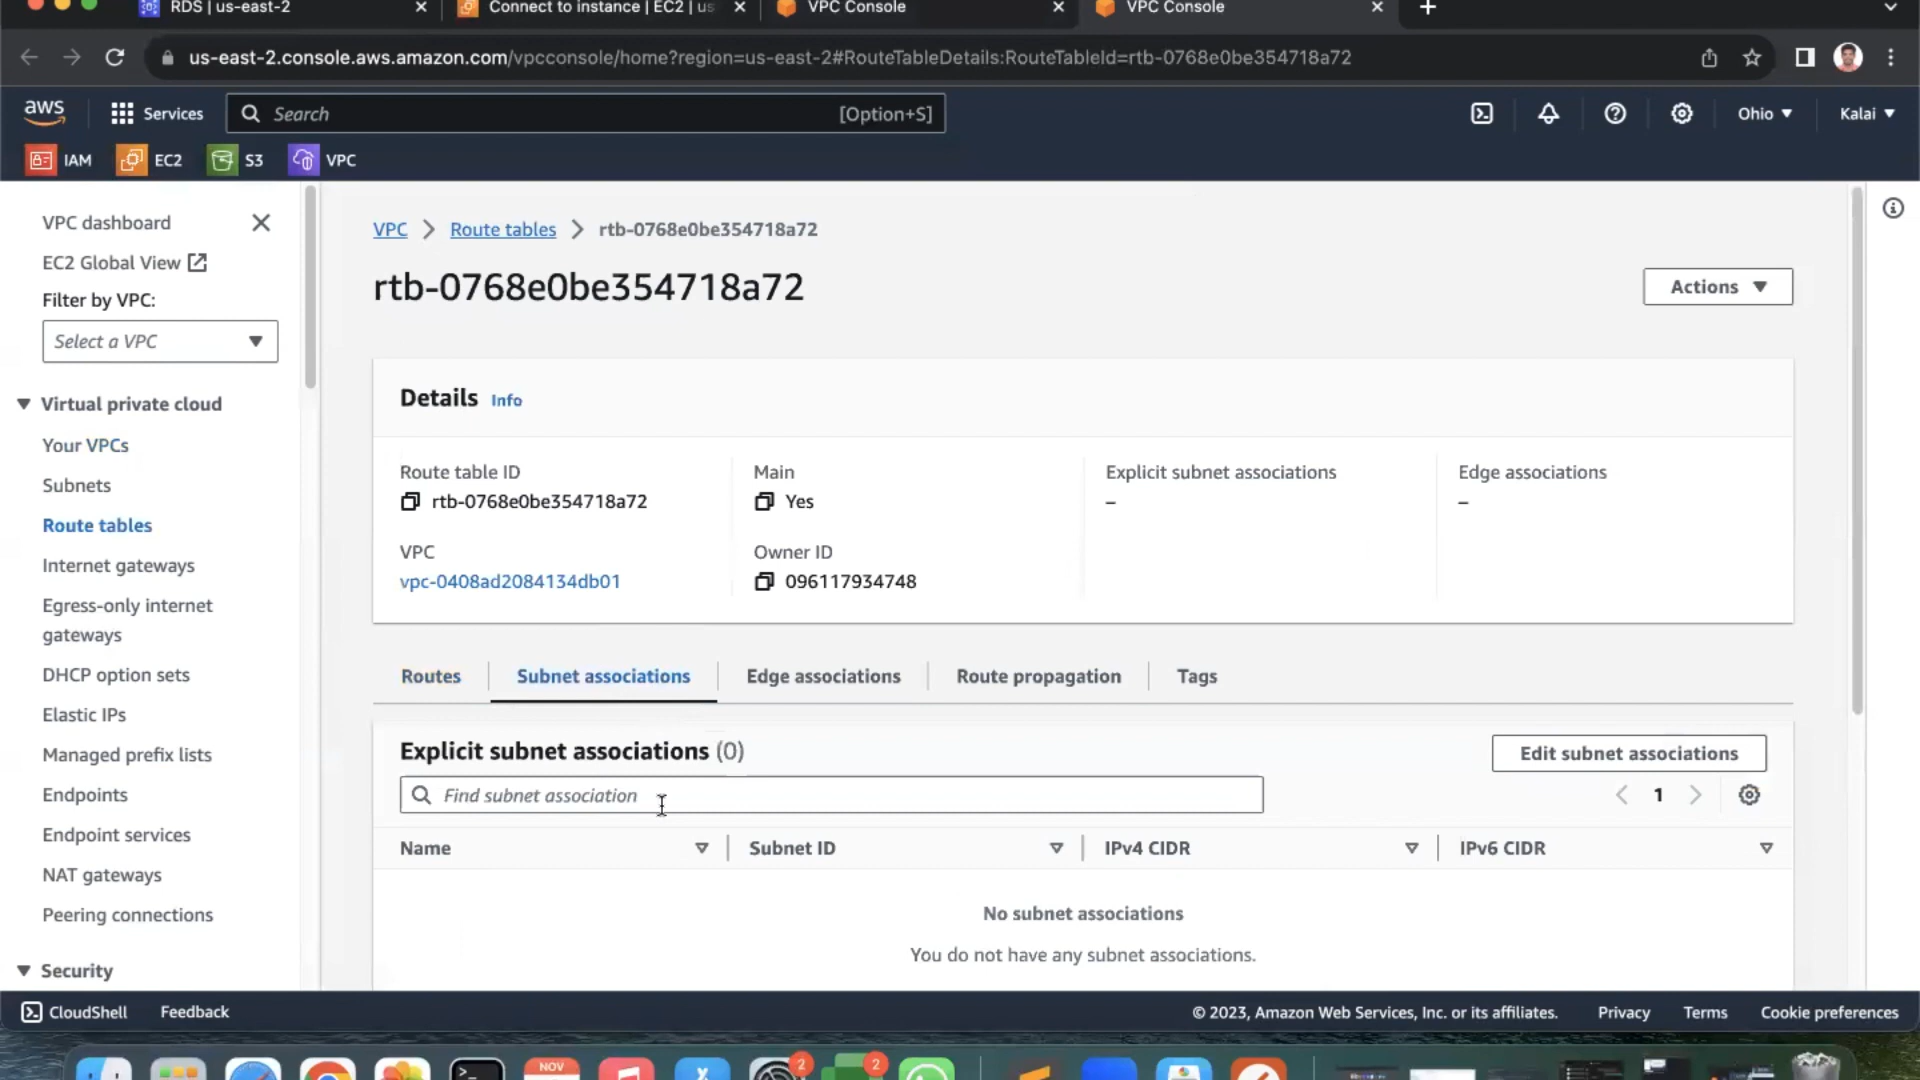 RDS | us-east-2
Connect to instance | EC2 | us
VPC Console
VPC Console
us-east-2.console.aws.amazon.com/vpcconsole/home?region=us-east-2#RouteTableDetails:RouteTableId=rtb-0768e0be354718a72
aws
Services
Search
[Option+S]
Ohio
Kalai
IAM
EC2
S3
VPC
VPC dashboard
EC2 Global View
Filter by VPC:
Select a VPC
Virtual private cloud
Your VPCs
Subnets
Route tables
Internet gateways
Egress-only internet
gateways
DHCP option sets
Elastic IPs
Managed prefix lists
Endpoints
Endpoint services
NAT gateways
Peering connections
Security
VPC > Route tables > rtb-0768e0be354718a72
rtb-0768e0be354718a72
Actions
Details Info
Route table ID
rtb-0768e0be354718a72
Main
Yes
Explicit subnet associations
–
Edge associations
–
VPC
vpc-0408ad2084134db01
Owner ID
096117934748
Routes
Subnet associations
Edge associations
Route propagation
Tags
Explicit subnet associations (0)
Edit subnet associations
Find subnet association
1
Name
Subnet ID
IPv4 CIDR
IPv6 CIDR
No subnet associations
You do not have any subnet associations.
CloudShell
Feedback
© 2023, Amazon Web Services, Inc. or its affiliates.
Privacy
Terms
Cookie preferences
NOV
2
2